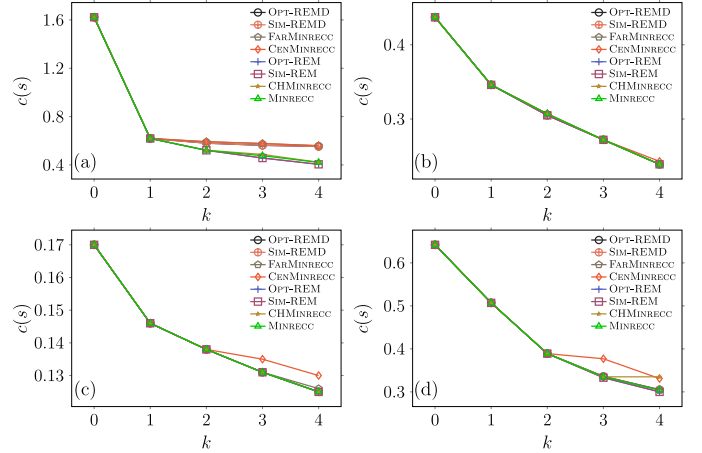 1.6
1.2
0.8
0.4
c(s)
OPT-REMD
SIM-REMD
FARMINRECC
CENMINRECC
OPT-REM
SIM-REM
CHMINRECC
MINRECC
(a)
0 1 2 3 4
k
0.4
0.3
c(s)
OPT-REMD
SIM-REMD
FARMINRECC
CENMINRECC
OPT-REM
SIM-REM
CHMINRECC
MINRECC
(b)
0 1 2 3 4
k
0.17
0.16
0.15
0.14
0.13
c(s)
OPT-REMD
SIM-REMD
FARMINRECC
CENMINRECC
OPT-REM
SIM-REM
CHMINRECC
MINRECC
(c)
0 1 2 3 4
k
0.6
0.5
0.4
0.3
c(s)
OPT-REMD
SIM-REMD
FARMINRECC
CENMINRECC
OPT-REM
SIM-REM
CHMINRECC
MINRECC
(d)
0 1 2 3 4
k